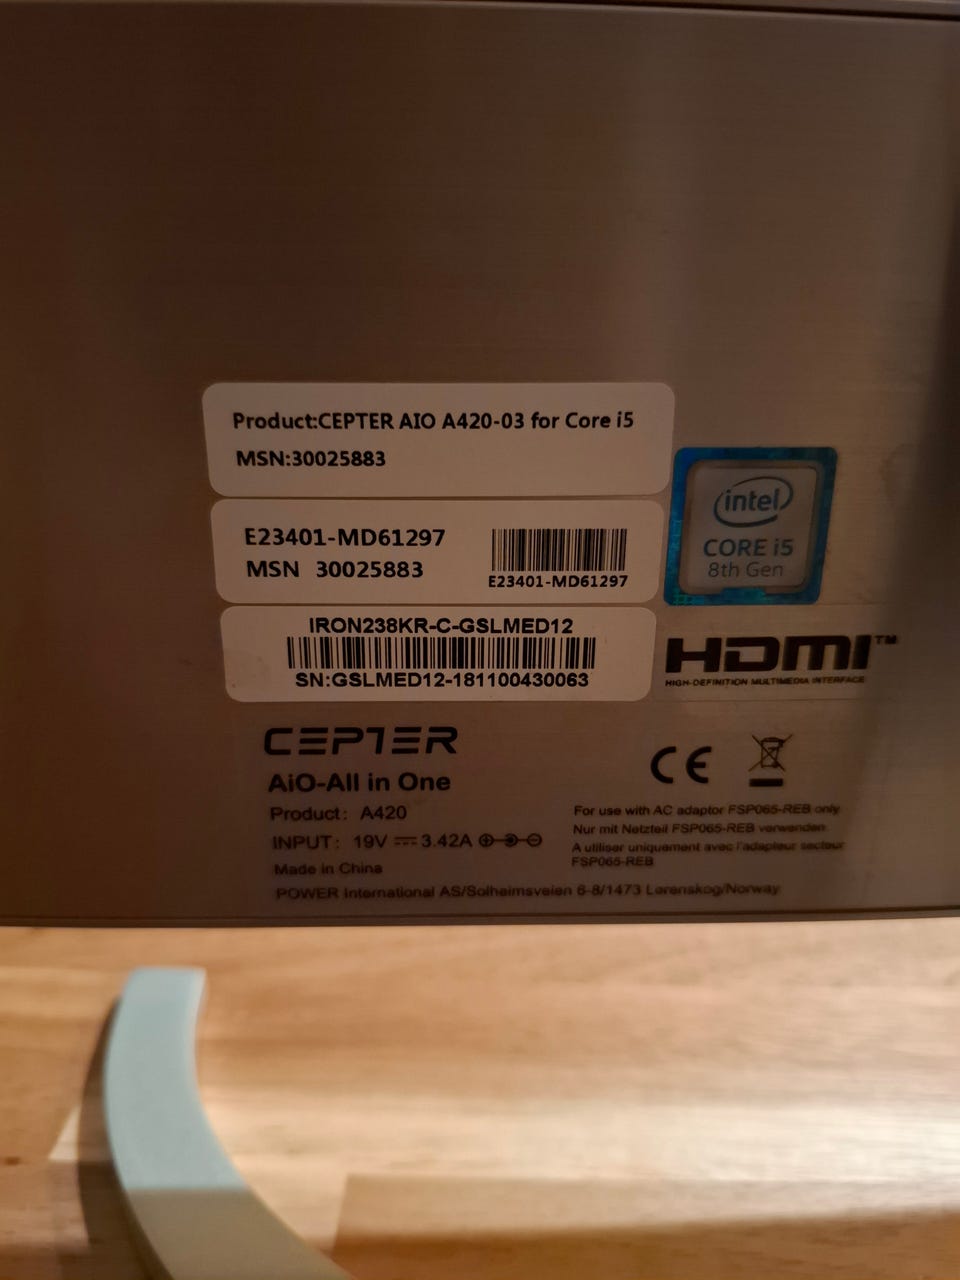 Product:CEPTER AIO A420-03 for Core i5
MSN:30025883
E23401-MD61297
MSN 30025883
E23401-MD61297
intel
CORE i5
8th Gen
IRON238KR-C-GSLMED12
SN:GSLMED12-181100430063
HDMI™
HIGH-DEFINITION MULTIMEDIA INTERFACE
CEPTER
AiO-All in One
Product: A420
INPUT: 19V 3.42A
Made in China
POWER International AS/Solheimsveien 6-8/1473 Lørenskog/Norway
CE
For use with AC adaptor FSP065-REB only
Nur mit Netzteil FSP065-REB verwenden
A utiliser uniquement avec l'adapteur secteur
FSP065-REB